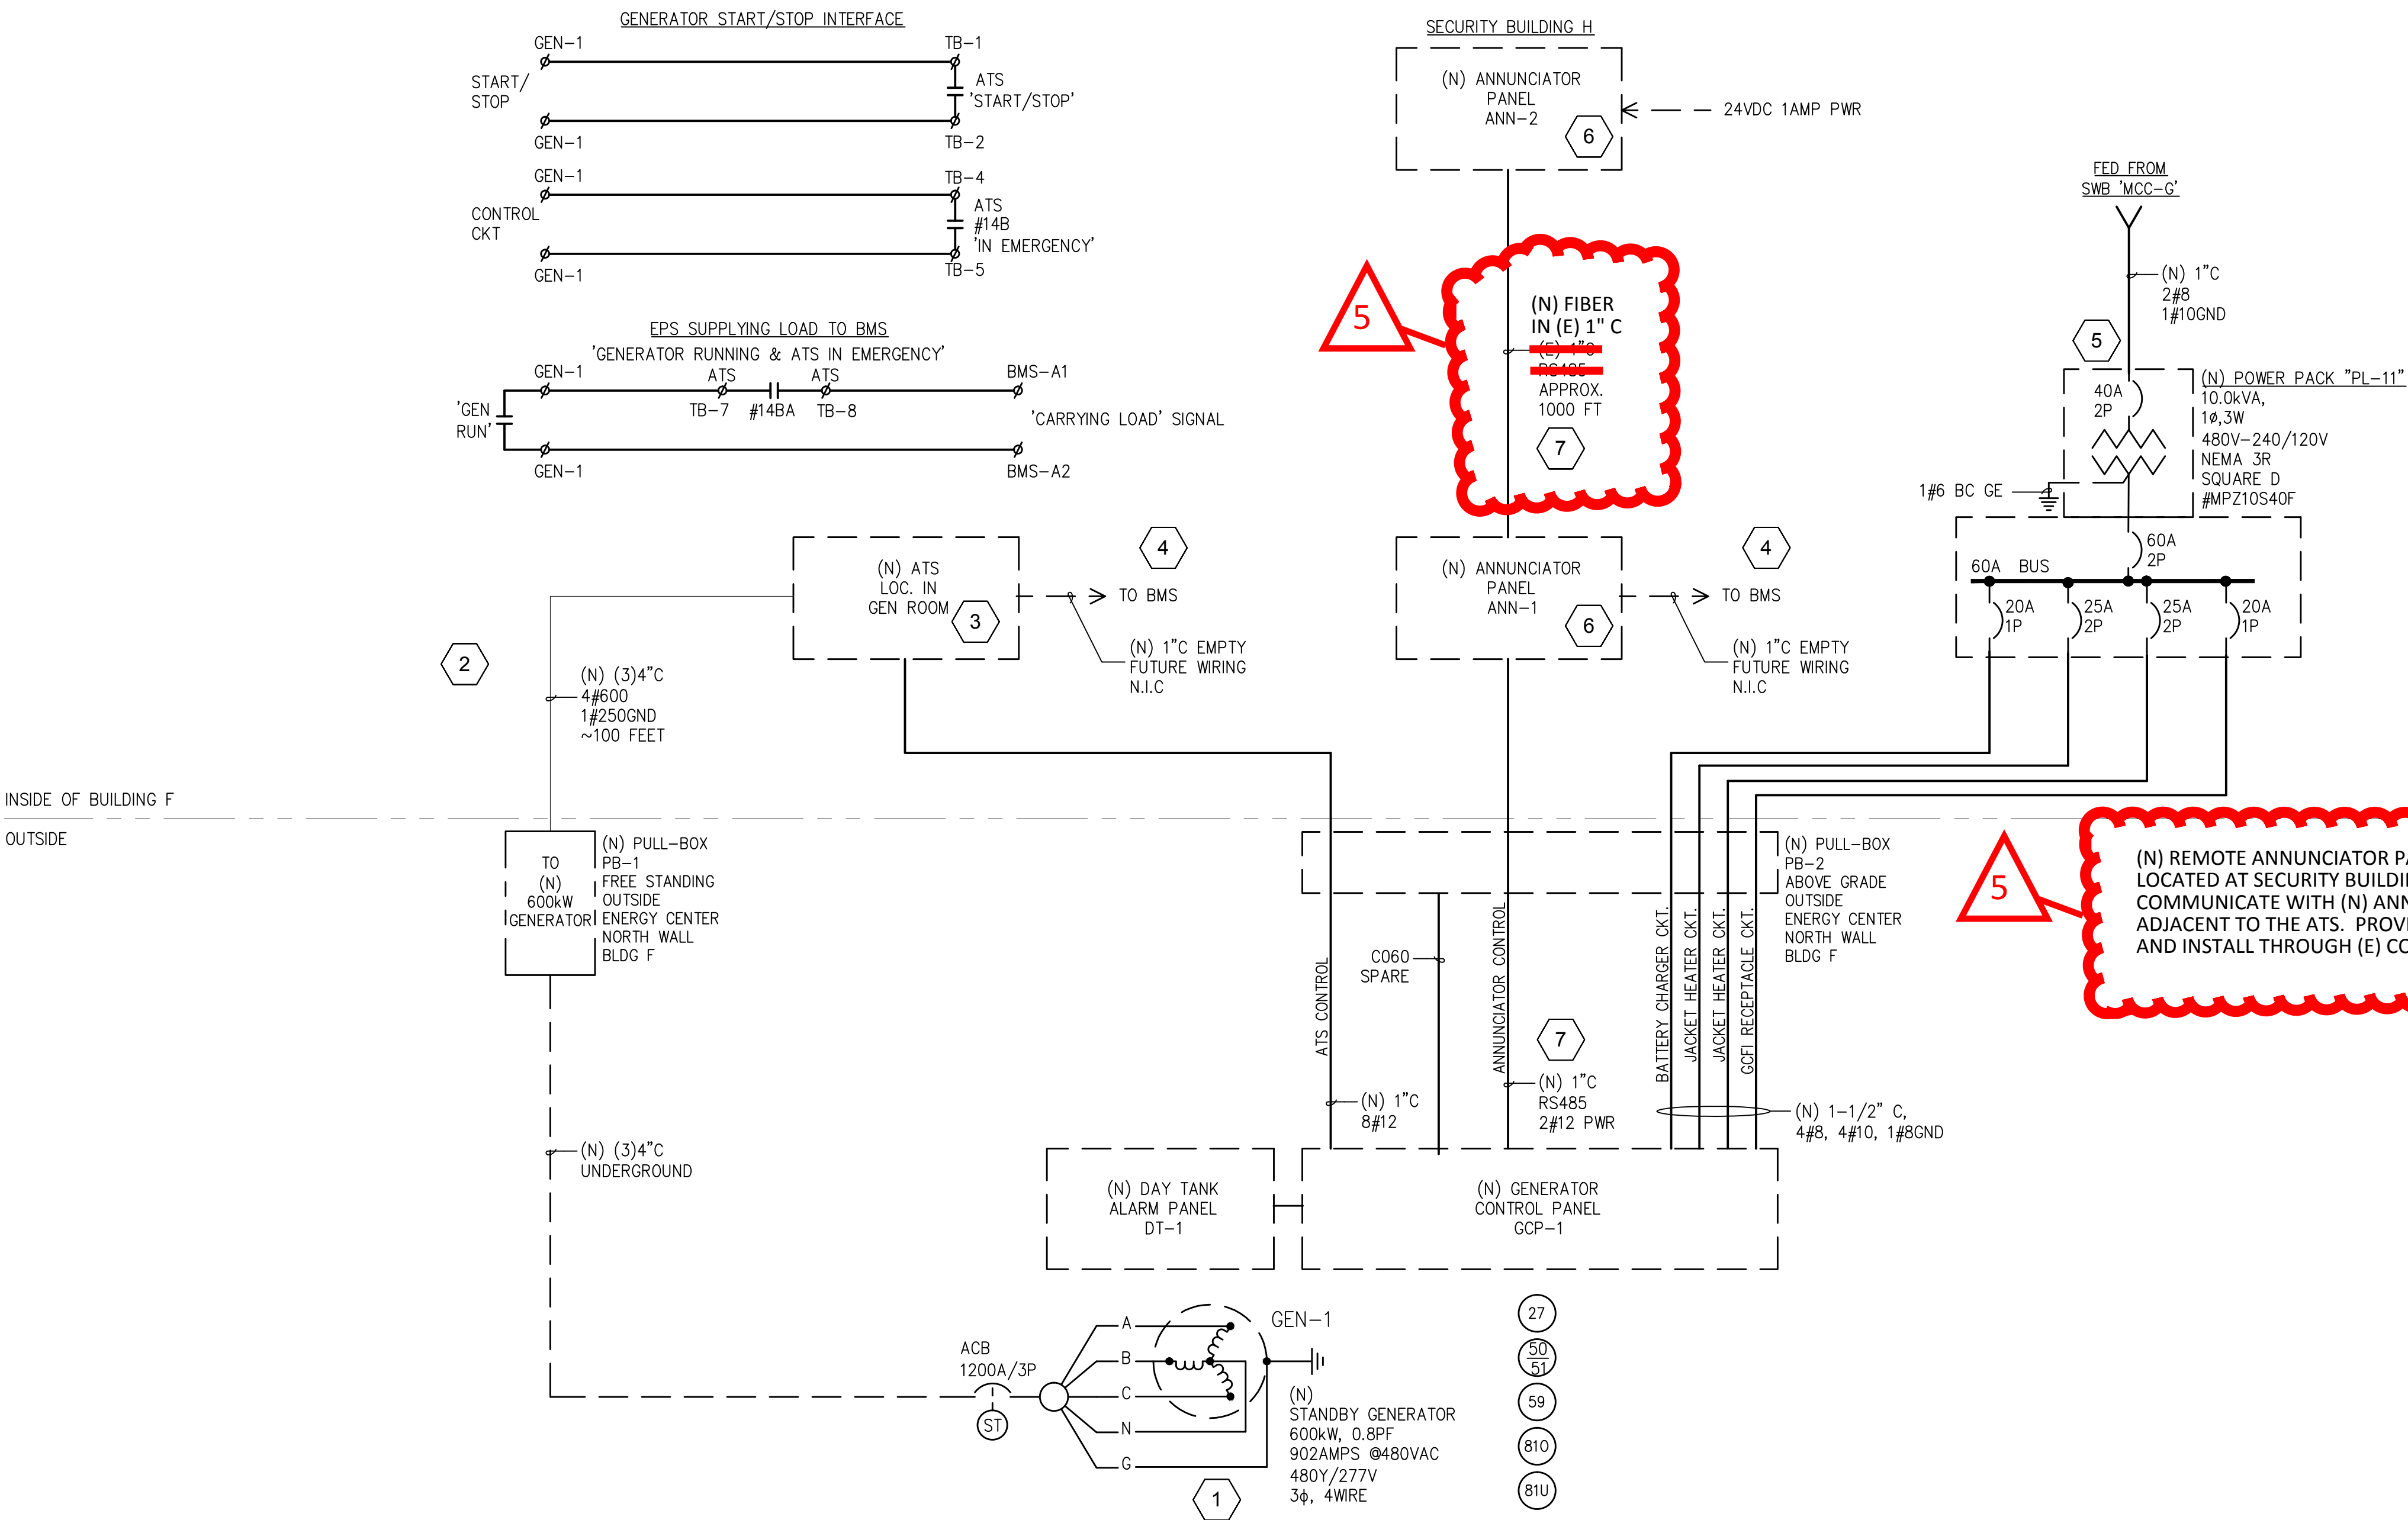 GENERATOR START/STOP INTERFACE
GEN-1
TB-1
START/
STOP
ATS
'START/STOP'
GEN-1
TB-2
GEN-1
TB-4
CONTROL
CKT
ATS
#14B
'IN EMERGENCY'
GEN-1
TB-5
EPS SUPPLYING LOAD TO BMS
'GENERATOR RUNNING & ATS IN EMERGENCY'
GEN-1
ATS
ATS
BMS-A1
'GEN
RUN'
TB-7
#14BA
TB-8
'CARRYING LOAD' SIGNAL
GEN-1
BMS-A2
SECURITY BUILDING H
(N) ANNUNCIATOR
PANEL
ANN-2
6
24VDC 1AMP PWR
5
(N) FIBER
IN (E) 1" C
(E) 1"C
RS485
APPROX.
1000 FT
7
FED FROM
SWB 'MCC-G'
(N) 1"C
2#8
1#10GND
5
40A
2P
(N) POWER PACK "PL-11"
10.0kVA,
1ø,3W
480V-240/120V
NEMA 3R
SQUARE D
#MPZ10S40F
1#6 BC GE
60A
2P
60A BUS
20A
1P
25A
2P
25A
2P
20A
1P
2
(N) (3)4"C
4#600
1#250GND
~100 FEET
(N) ATS
LOC. IN
GEN ROOM
3
4
TO BMS
(N) 1"C EMPTY
FUTURE WIRING
N.I.C
(N) ANNUNCIATOR
PANEL
ANN-1
6
4
TO BMS
(N) 1"C EMPTY
FUTURE WIRING
N.I.C
INSIDE OF BUILDING F
OUTSIDE
TO
(N)
600kW
GENERATOR
(N) PULL-BOX
PB-1
FREE STANDING
OUTSIDE
ENERGY CENTER
NORTH WALL
BLDG F
(N) PULL-BOX
PB-2
ABOVE GRADE
OUTSIDE
ENERGY CENTER
NORTH WALL
BLDG F
5
(N) REMOTE ANNUNCIATOR
LOCATED AT SECURITY
COMMUNICATE WITH (N)
ADJACENT TO THE ATS.
AND INSTALL THROUGH (E)
ATS CONTROL
C060
SPARE
ANNUNCIATOR CONTROL
BATTERY CHARGER CKT.
JACKET HEATER CKT.
JACKET HEATER CKT.
GCFI RECEPTACLE CKT.
7
(N) 1"C
8#12
(N) 1"C
RS485
2#12 PWR
(N) 1-1/2" C,
4#8, 4#10, 1#8GND
(N) (3)4"C
UNDERGROUND
(N) DAY TANK
ALARM PANEL
DT-1
(N) GENERATOR
CONTROL PANEL
GCP-1
ACB
1200A/3P
ST
A
B
C
N
G
GEN-1
(N)
STANDBY GENERATOR
600kW, 0.8PF
902AMPS @480VAC
480Y/277V
3ϕ, 4WIRE
1
27
50
51
59
81O
81U